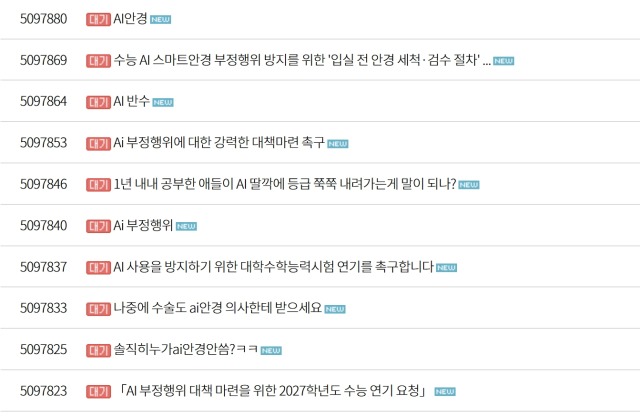 5097880 대기 AI안경 NEW
5097869 대기 수능 AI 스마트안경 부정행위 방지를 위한 '입실 전 안경 세척·검수 절차' ... NEW
5097864 대기 AI 반수 NEW
5097853 대기 Ai 부정행위에 대한 강력한 대책마련 촉구 NEW
5097846 대기 1년 내내 공부한 애들이 AI 딸깍에 등급 쭉쭉 내려가는게 말이 되나? NEW
5097840 대기 Ai 부정행위 NEW
5097837 대기 AI 사용을 방지하기 위한 대학수학능력시험 연기를 촉구합니다 NEW
5097833 대기 나중에 수술도 ai안경 의사한테 받으세요 NEW
5097825 대기 솔직히누가ai안경안씀?ㅋㅋ NEW
5097823 대기 「AI 부정행위 대책 마련을 위한 2027학년도 수능 연기 요청」 NEW